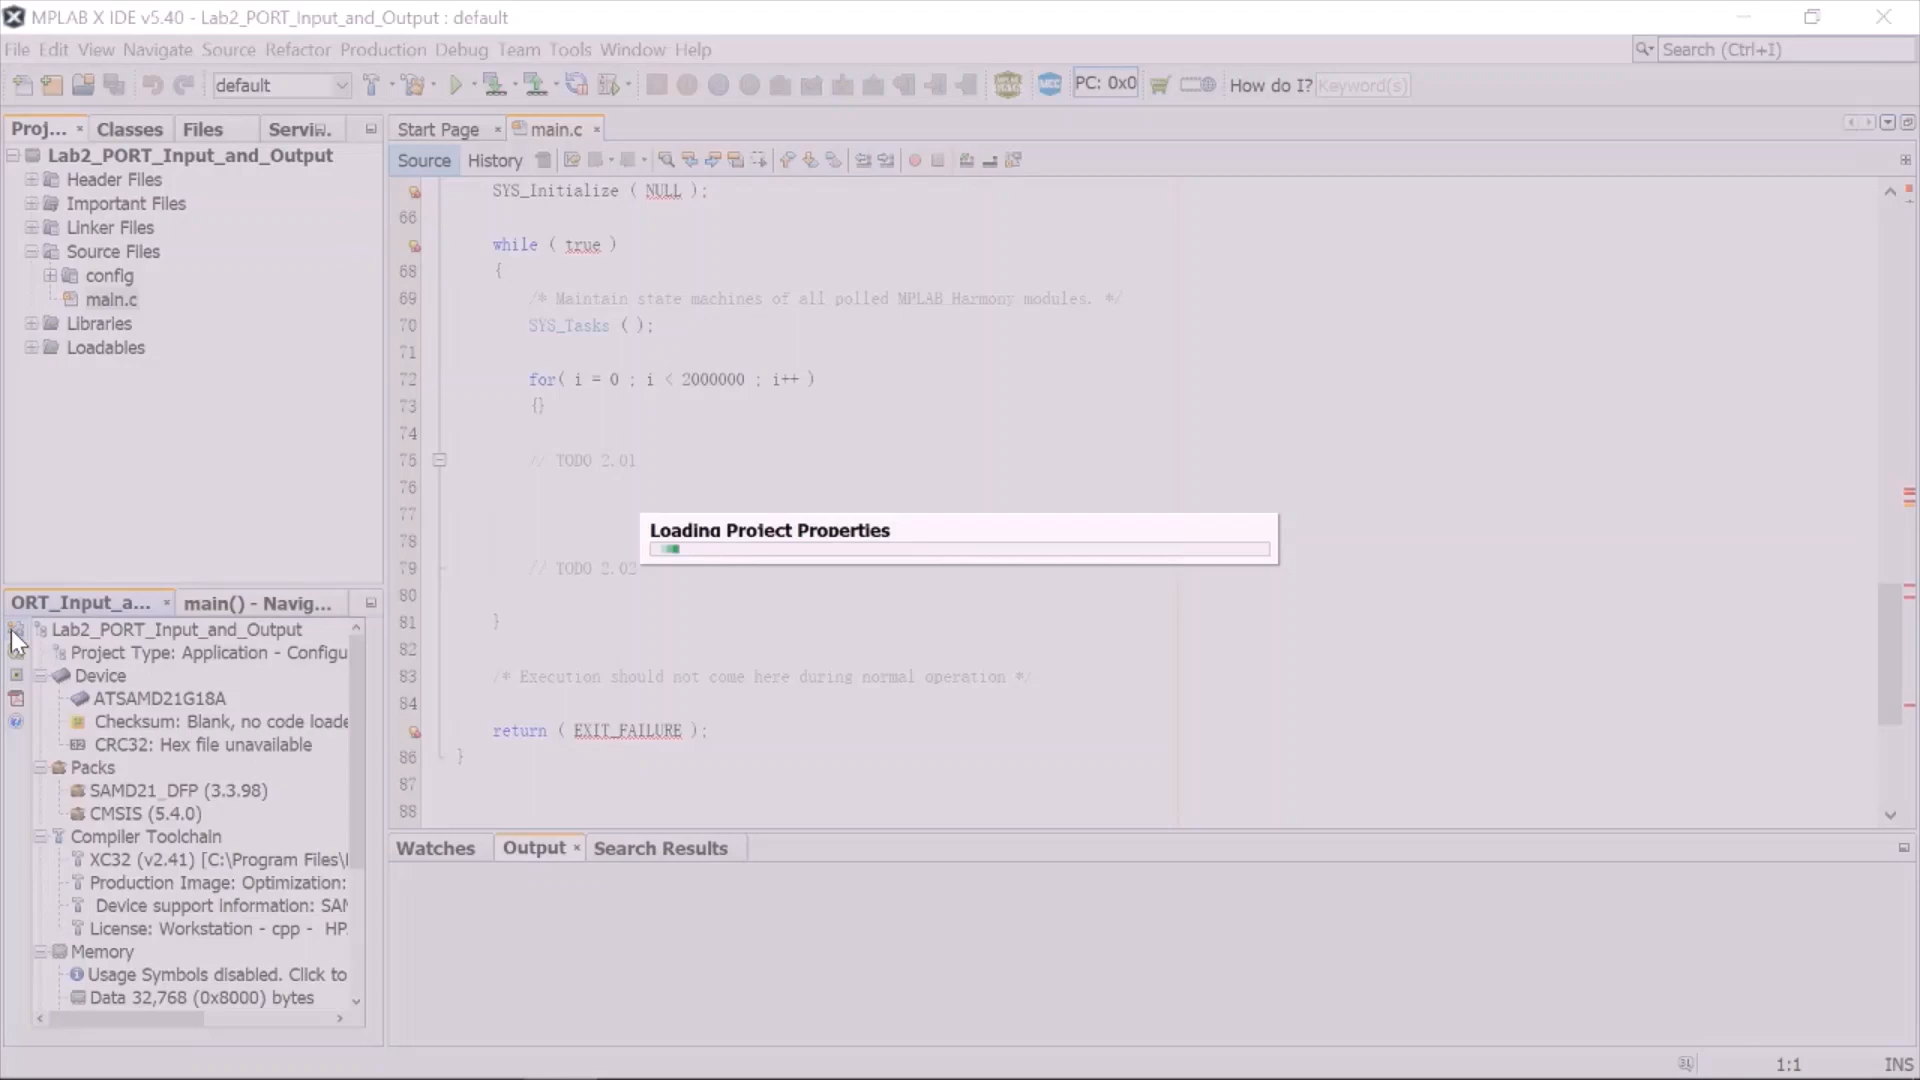 MPLAB X IDE v5.40 - Lab2_PORT_Input_and_Output : default
File Edit View Navigate Source Refactor Production Debug Team Tools Window Help
Search (Ctrl+I)
default
PC: 0x0
How do I?
Keyword(s)
Proj...
Classes
Files
Servi...
Start Page
main.c
Lab2_PORT_Input_and_Output
Header Files
Important Files
Linker Files
Source Files
config
main.c
Libraries
Loadables
Source
History
SYS_Initialize ( NULL );
66
while ( true )
68 {
69 /* Maintain state machines of all polled MPLAB Harmony modules. */
70 SYS_Tasks ( );
71
72 for( i = 0 ; i < 2000000 ; i++ )
73 {}
74
75 // TODO 2.01
76
77
78
79 // TODO 2.02
80
81 }
82
83 /* Execution should not come here during normal operation */
84
return ( EXIT_FAILURE );
86 }
87
88
Loading Project Properties
ORT_Input_a...
main() - Navig...
Lab2_PORT_Input_and_Output
Project Type: Application - Configu
Device
ATSAMD21G18A
Checksum: Blank, no code loade
CRC32: Hex file unavailable
Packs
SAMD21_DFP (3.3.98)
CMSIS (5.4.0)
Compiler Toolchain
XC32 (v2.41) [C:\Program Files\
Production Image: Optimization:
Device support information: SAM
License: Workstation - cpp - HP
Memory
Usage Symbols disabled. Click to
Data 32,768 (0x8000) bytes
Watches
Output
Search Results
1:1
INS